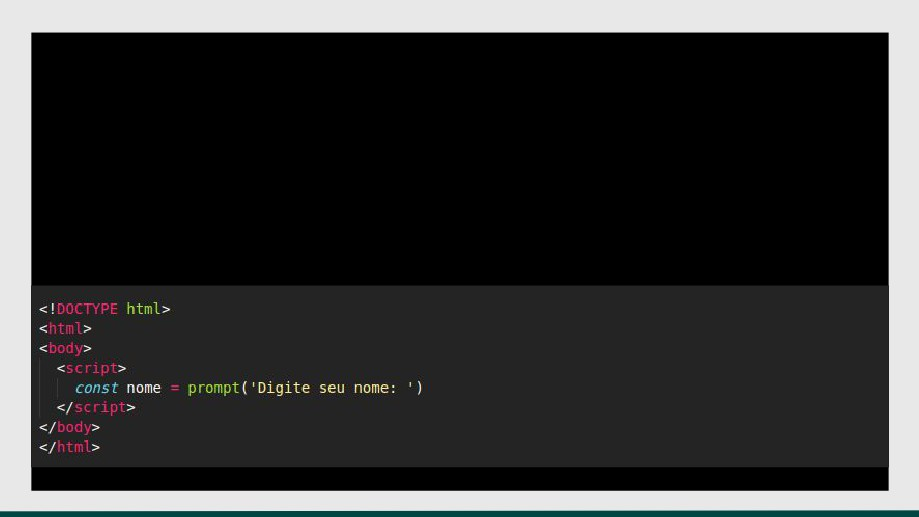 <!DOCTYPE html>
<html>
<body>
<script>
const nome = prompt('Digite seu nome: ')
</script>
</body>
</html>